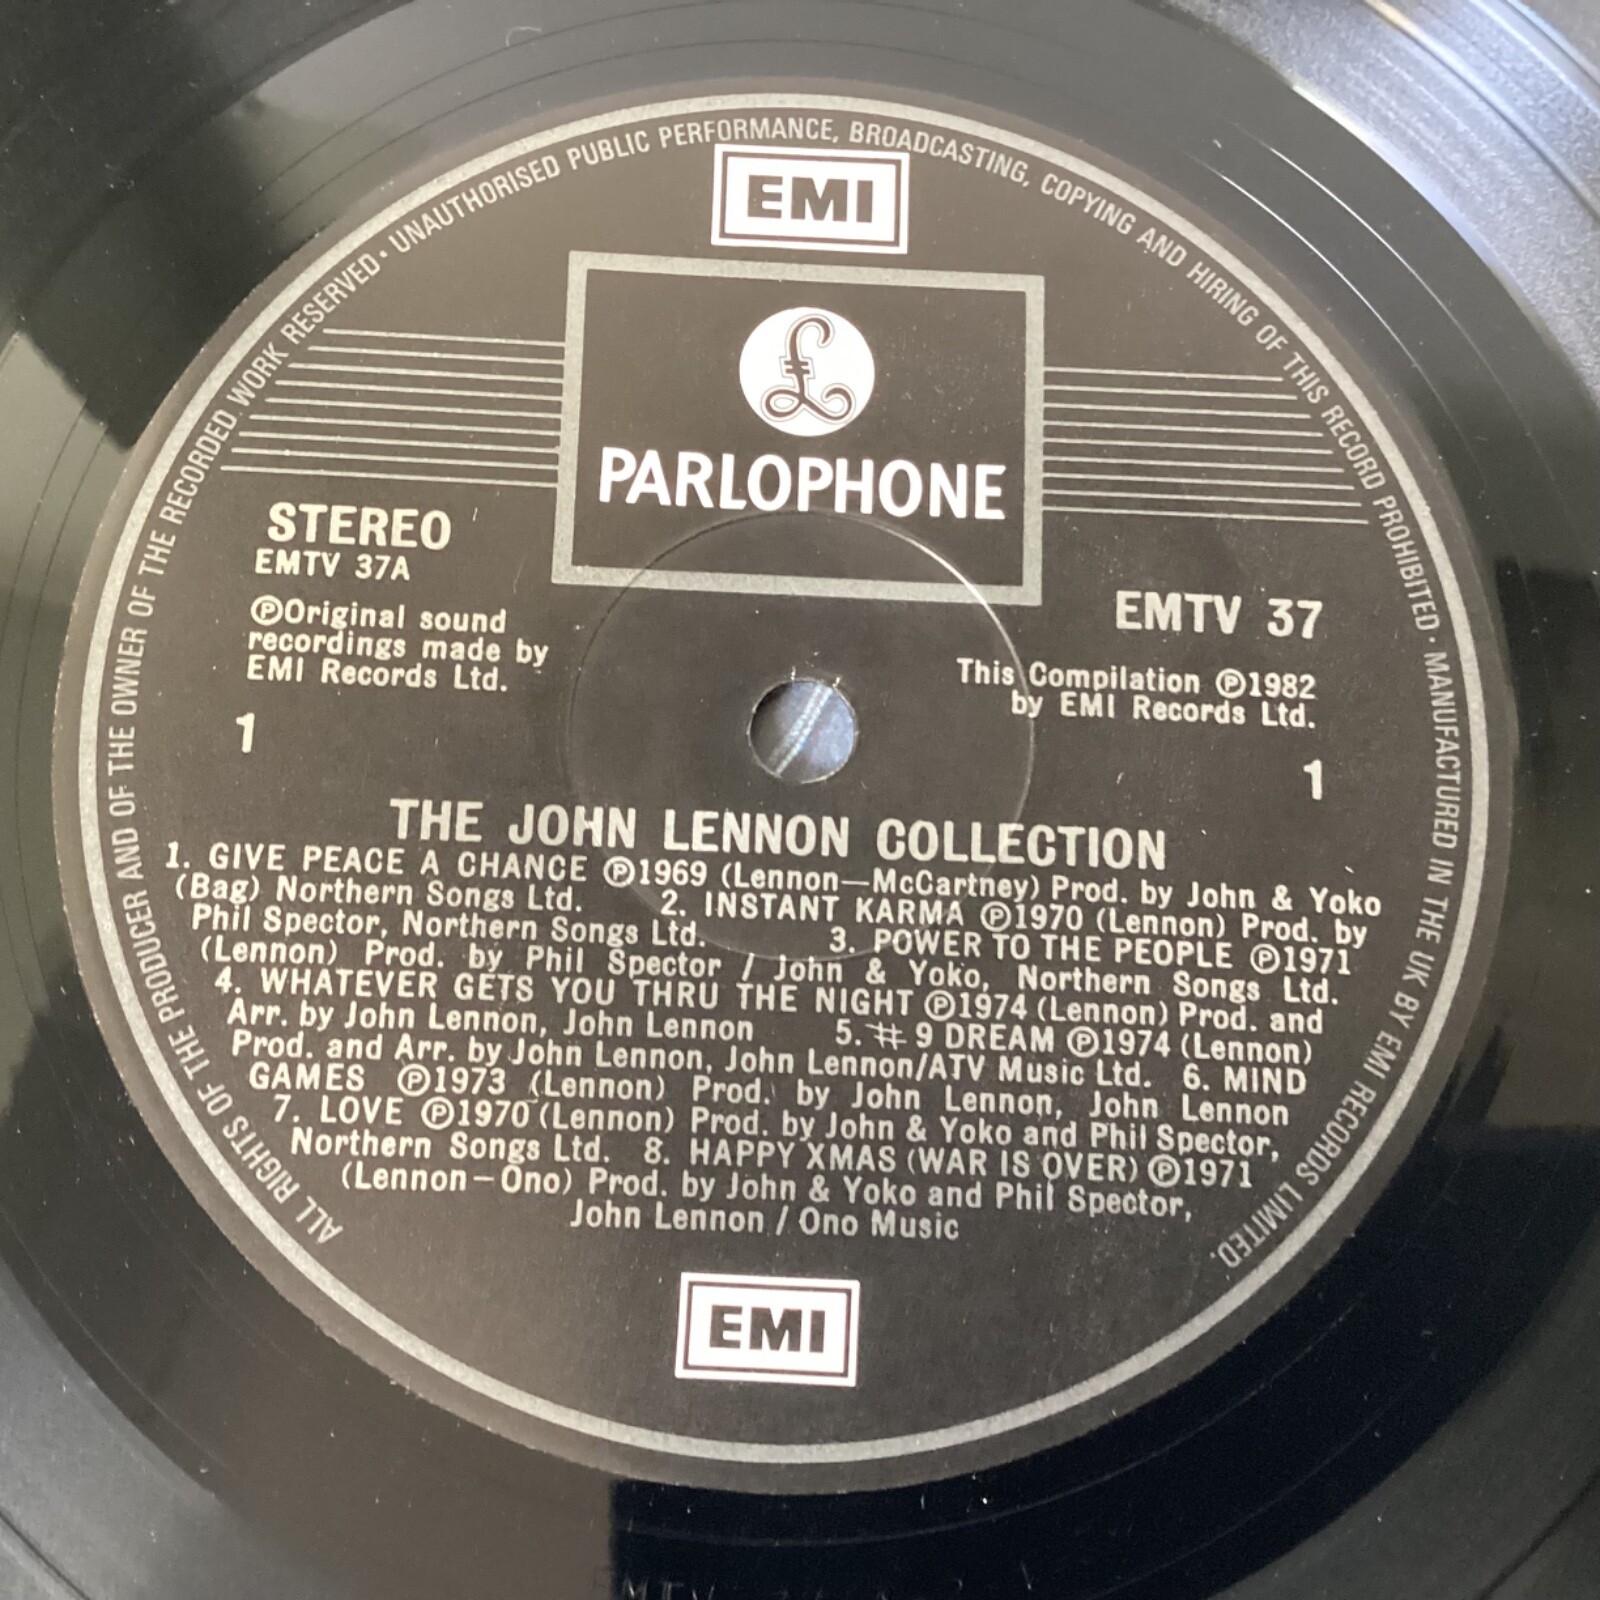 ALL RIGHTS OF THE PRODUCER AND OF THE OWNER OF THE RECORDED WORK RESERVED · UNAUTHORISED PUBLIC PERFORMANCE, BROADCASTING, COPYING AND HIRING OF THIS RECORD PROHIBITED · MANUFACTURED IN THE UK BY EMI RECORDS LIMITED.
EMI
£
PARLOPHONE
STEREO
EMTV 37A
℗Original sound
recordings made by
EMI Records Ltd.
1
EMTV 37
This Compilation ℗1982
by EMI Records Ltd.
1
THE JOHN LENNON COLLECTION
1. GIVE PEACE A CHANCE ℗1969 (Lennon—McCartney) Prod. by John & Yoko
(Bag) Northern Songs Ltd. 2. INSTANT KARMA ℗1970 (Lennon) Prod. by
Phil Spector, Northern Songs Ltd. 3. POWER TO THE PEOPLE ℗1971
(Lennon) Prod. by Phil Spector / John & Yoko, Northern Songs Ltd.
4. WHATEVER GETS YOU THRU THE NIGHT ℗1974 (Lennon) Prod. and
Arr. by John Lennon, John Lennon 5. # 9 DREAM ℗1974 (Lennon)
Prod. and Arr. by John Lennon, John Lennon/ATV Music Ltd. 6. MIND
GAMES ℗1973 (Lennon) Prod. by John Lennon, John Lennon
7. LOVE ℗1970 (Lennon) Prod. by John & Yoko and Phil Spector,
Northern Songs Ltd. 8. HAPPY XMAS (WAR IS OVER) ℗1971
(Lennon—Ono) Prod. by John & Yoko and Phil Spector,
John Lennon / Ono Music
EMI